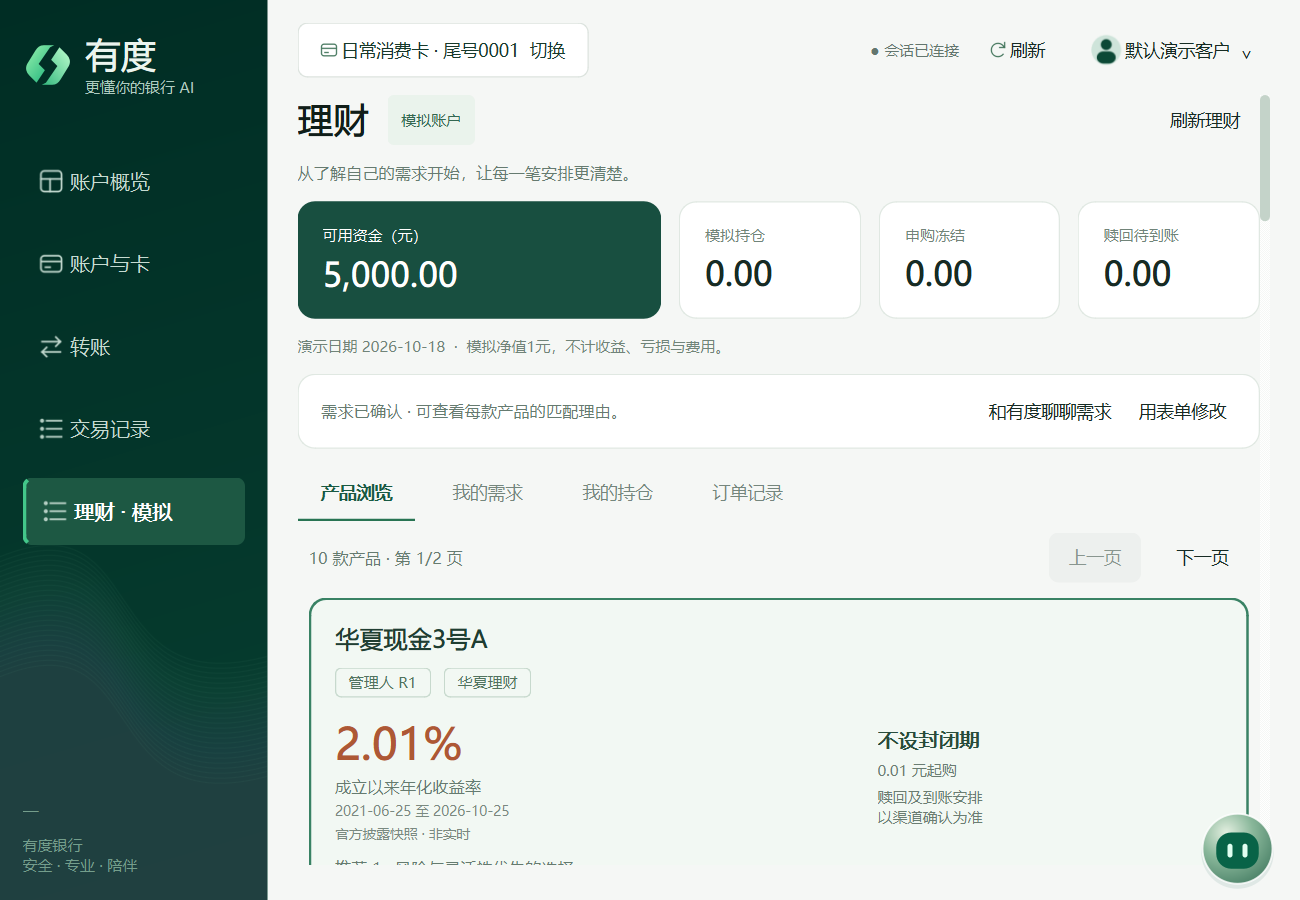 有度
更懂你的银行 AI
账户概览
账户与卡
转账
交易记录
理财 · 模拟
—
有度银行
安全 · 专业 · 陪伴
日常消费卡 · 尾号0001 切换
● 会话已连接
刷新
默认演示客户 v
理财
模拟账户
刷新理财
从了解自己的需求开始，让每一笔安排更清楚。
可用资金（元）
5,000.00
模拟持仓
0.00
申购冻结
0.00
赎回待到账
0.00
演示日期 2026-10-18 · 模拟净值1元，不计收益、亏损与费用。
需求已确认 · 可查看每款产品的匹配理由。
和有度聊聊需求
用表单修改
产品浏览
我的需求
我的持仓
订单记录
10 款产品 · 第 1/2 页
上一页
下一页
华夏现金3号A
管理人 R1
华夏理财
2.01%
成立以来年化收益率
2021-06-25 至 2026-10-25
官方披露快照 · 非实时
不设封闭期
0.01 元起购
赎回及到账安排
以渠道确认为准